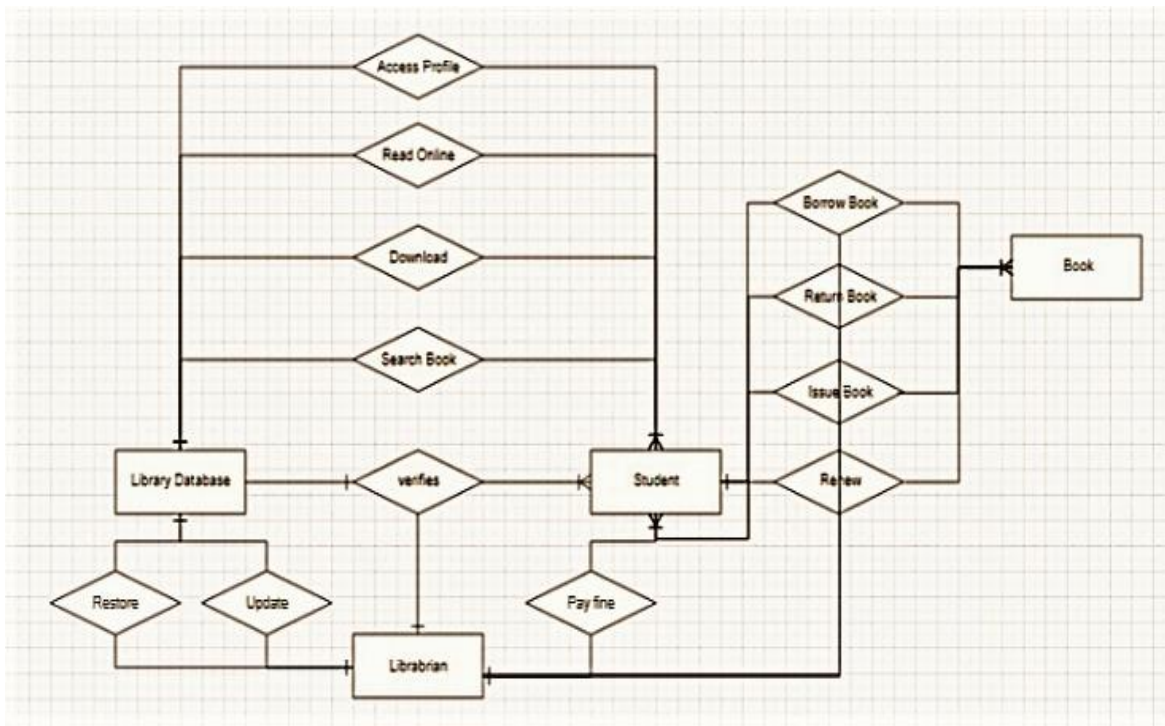 Access Profile
Read Online
Borrow Book
Download
Book
Return Book
Search Book
Issue Book
Library Database
verifies
Student
Renew
Restore
Update
Pay fine
Librabrian